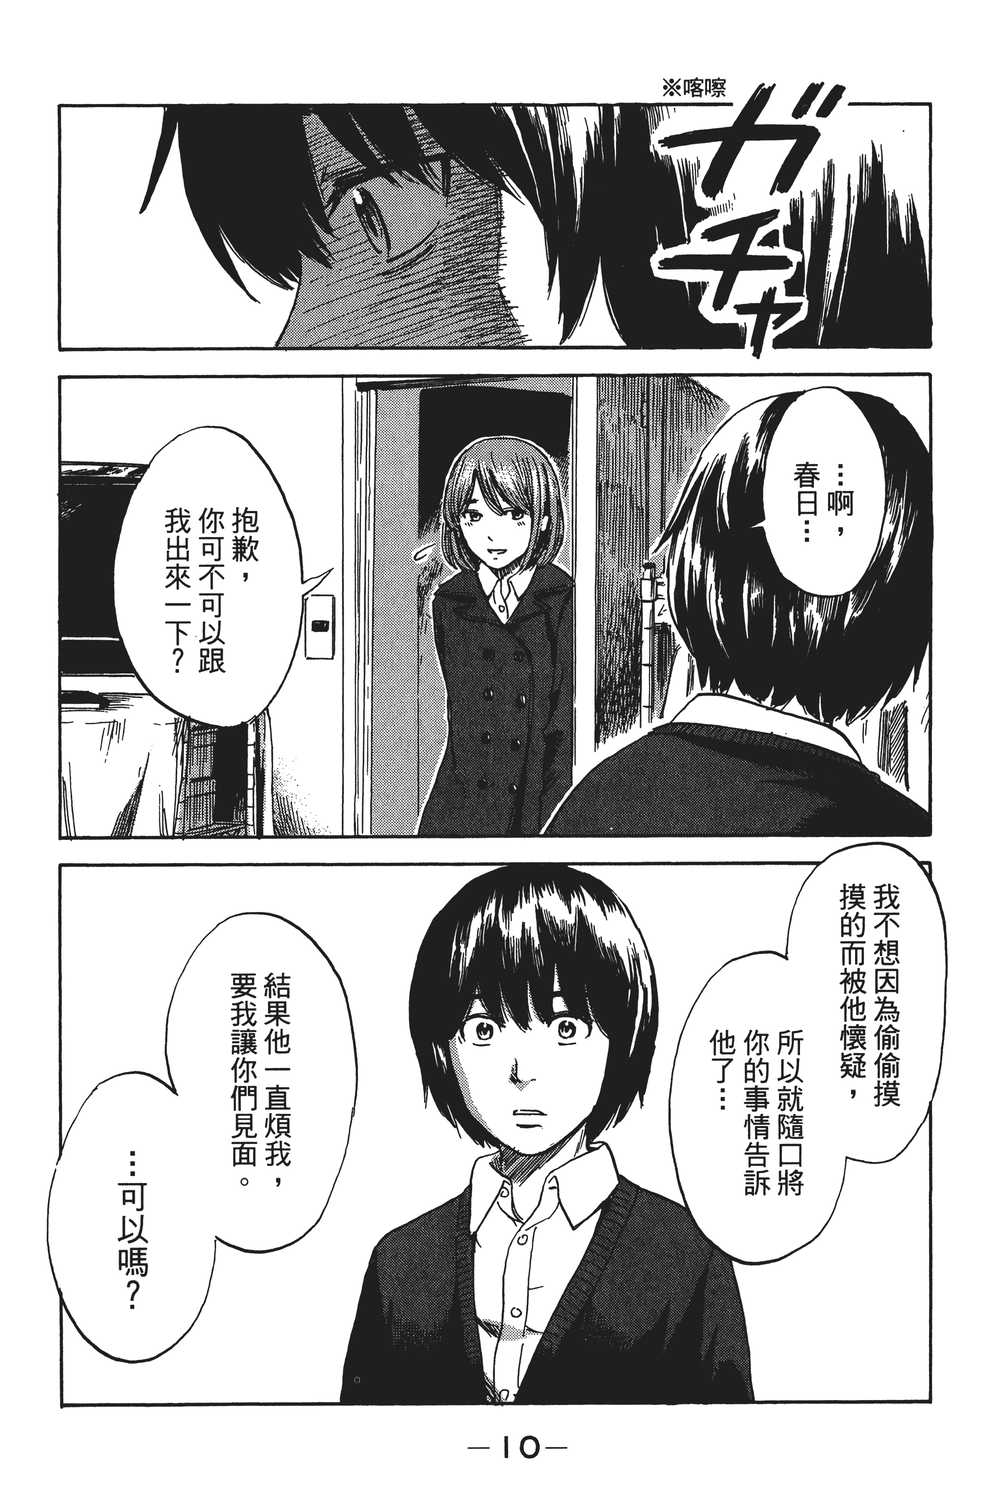 ※喀嚓
ガチャ
…啊，
春日…
抱歉，
你可不可以跟
我出來一下？
我不想因為偷偷摸
摸的而被他懷疑，
所以就隨口將
你的事情告訴
他了…
結果他一直煩我，
要我讓你們見面。
…可以嗎？
—10—